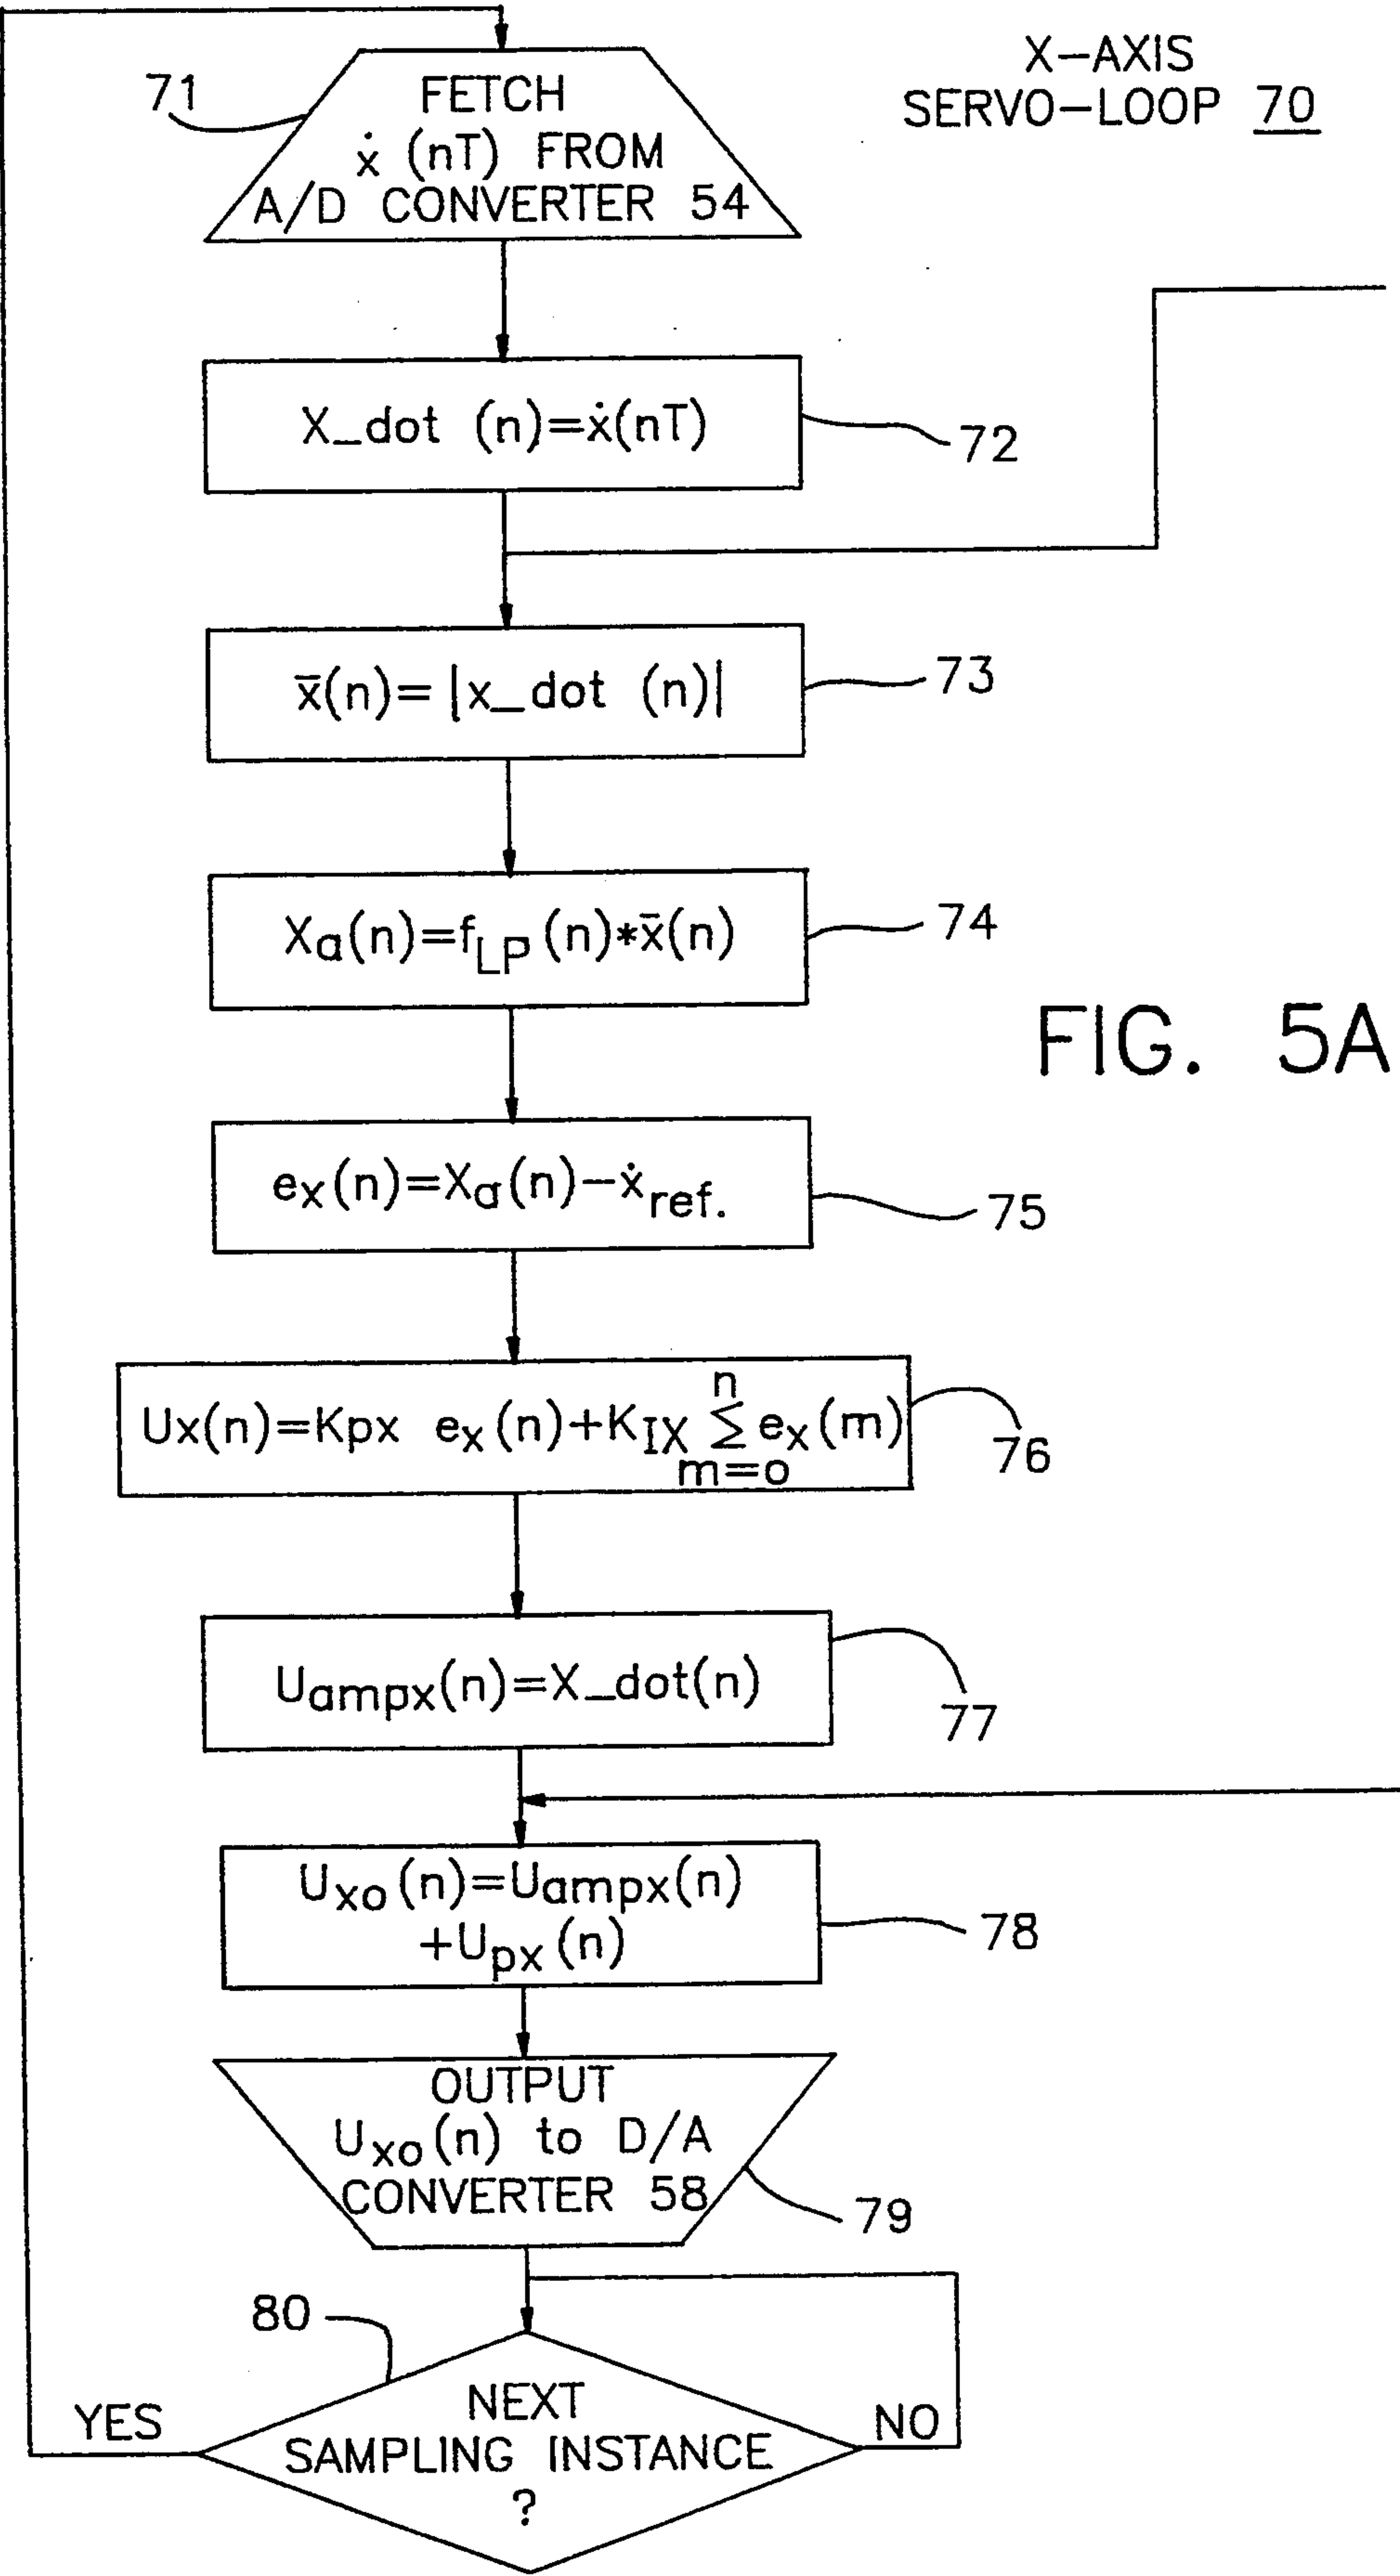 X-AXIS
SERVO-LOOP 70
71
FETCH
ẋ (nT) FROM
A/D CONVERTER 54
X_dot (n)=ẋ(nT)
72
x̄(n)= |x_dot (n)|
73
Xa(n)=fLP(n)*x̄(n)
74
FIG. 5A
ex(n)=Xa(n)-ẋref.
75
Ux(n)=Kpx ex(n)+KIX n∑m=o ex(m)
76
Uampx(n)=X_dot(n)
77
Uxo(n)=Uampx(n)
+Upx(n)
78
OUTPUT
Uxo(n) to D/A
CONVERTER 58
79
80
YES
NEXT
SAMPLING INSTANCE
?
NO